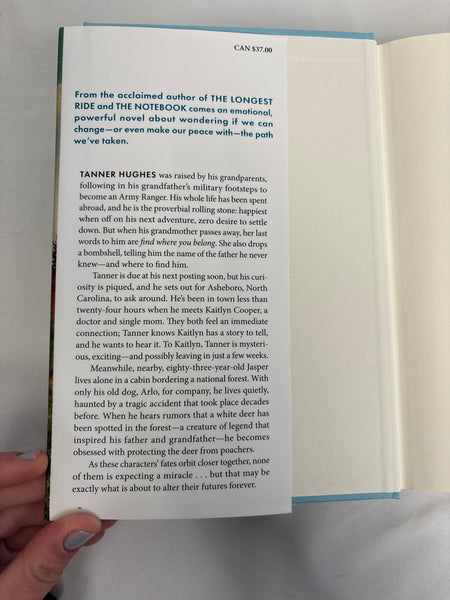 CAN $37.00
From the acclaimed author of THE LONGEST
RIDE and THE NOTEBOOK comes an emotional,
powerful novel about wondering if we can
change—or even make our peace with—the path
we've taken.
TANNER HUGHES was raised by his grandparents,
following in his grandfather's military footsteps to
become an Army Ranger. His whole life has been spent
abroad, and he is the proverbial rolling stone: happiest
when off on his next adventure, zero desire to settle
down. But when his grandmother passes away, her last
words to him are find where you belong. She also drops
a bombshell, telling him the name of the father he never
knew—and where to find him.
Tanner is due at his next posting soon, but his curi-
osity is piqued, and he sets out for Asheboro, North
Carolina, to ask around. He's been in town less than
twenty-four hours when he meets Kaitlyn Cooper, a
doctor and single mom. They both feel an immediate
connection; Tanner knows Kaitlyn has a story to tell,
and he wants to hear it. To Kaitlyn, Tanner is mysteri-
ous, exciting—and possibly leaving in just a few weeks.
Meanwhile, nearby, eighty-three-year-old Jasper
lives alone in a cabin bordering a national forest. With
only his old dog, Arlo, for company, he lives quietly,
haunted by a tragic accident that took place decades
before. When he hears rumors that a white deer has
been spotted in the forest—a creature of legend that
inspired his father and grandfather—he becomes
obsessed with protecting the deer from poachers.
As these characters' fates orbit closer together, none
of them is expecting a miracle . . . but that may be
exactly what is about to alter their futures forever.